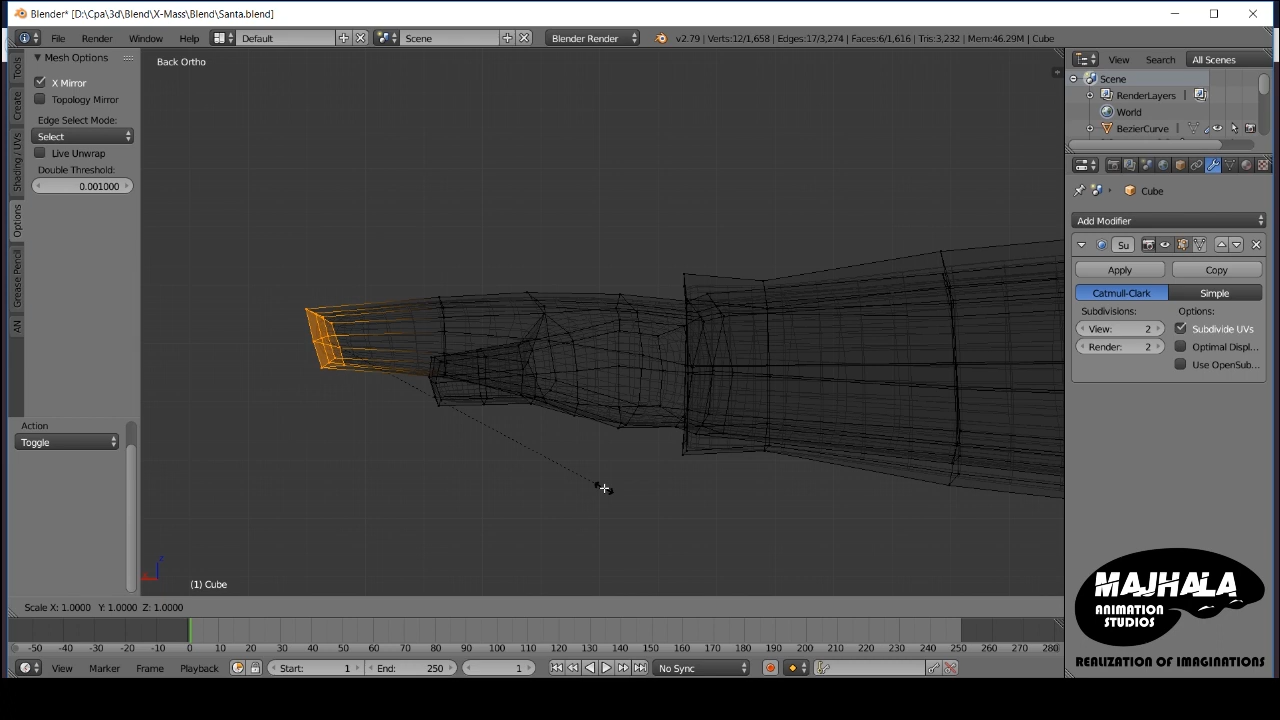 Blender* [D:\Cpa\3d\Blend\X-Mass\Blend\Santa.blend]
File Render Window Help Default Scene Blender Render v2.79 | Verts:12/1,658 | Edges:17/3,274 | Faces:6/1,616 | Tris:3,232 | Mem:46.29M | Cube
Mesh Options
X Mirror
Topology Mirror
Edge Select Mode:
Select
Live Unwrap
Double Threshold:
0.001000
Tools
Create
Shading / UVs
Options
Grease Pencil
AN
Action
Toggle
Back Ortho
z
(1) Cube
Scale X: 1.0000 Y: 1.0000 Z: 1.0000
View Search All Scenes
Scene
RenderLayers
World
BezierCurve
Cube
Add Modifier
Su
Apply Copy
Catmull-Clark Simple
Subdivisions: Options:
View: 2 Subdivide UVs
Render: 2 Optimal Displ...
Use OpenSub...
MAJHALA
ANIMATION
STUDIOS
REALIZATION OF IMAGINATIONS
-50 -40 -30 -20 -10 0 10 20 30 40 50 60 70 80 90 100 110 120 130 140 150 160 170 180 190 200 210 220 230 240 250 260 270 280
View Marker Frame Playback Start: 1 End: 250 1 No Sync